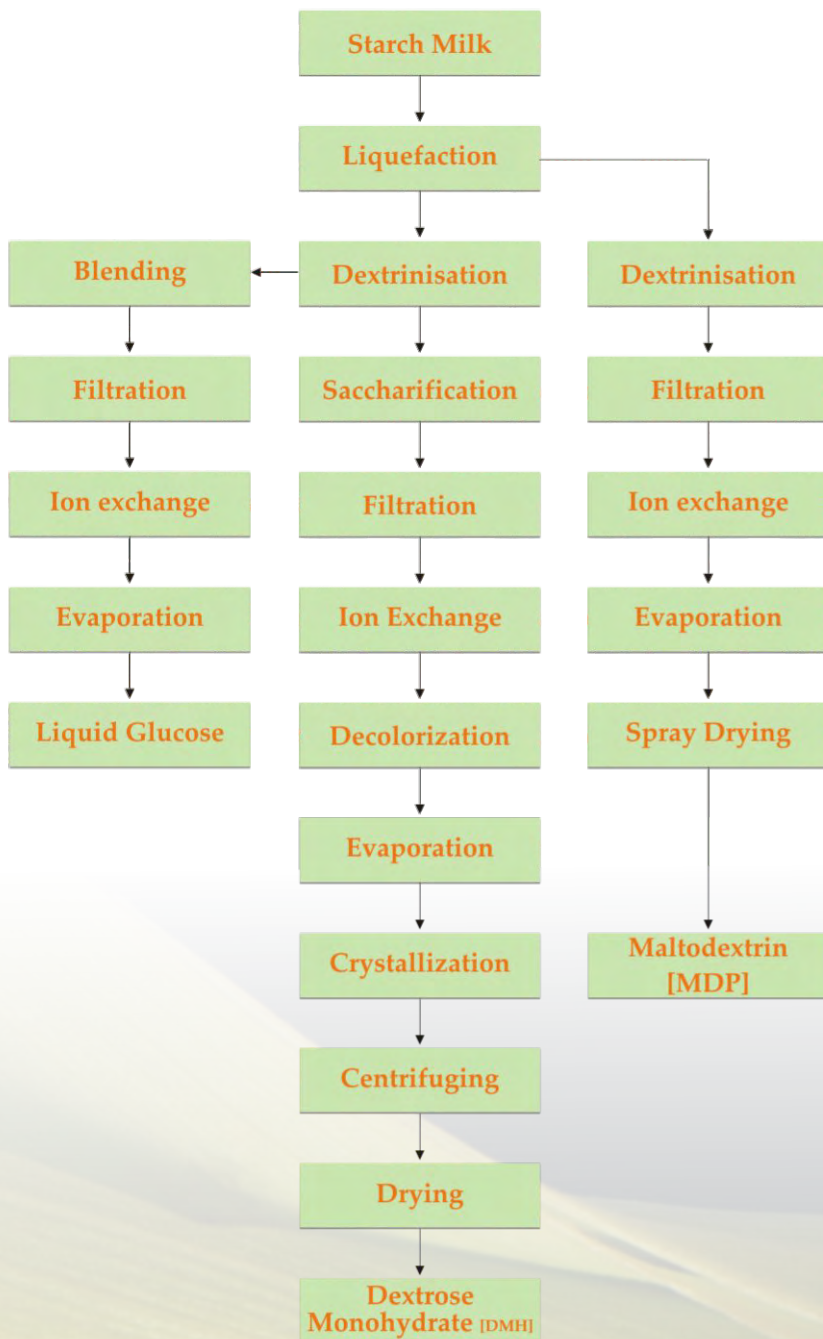 Starch Milk
Liquefaction
Blending
Dextrinisation
Dextrinisation
Filtration
Saccharification
Filtration
Ion exchange
Filtration
Ion exchange
Evaporation
Ion Exchange
Evaporation
Liquid Glucose
Decolorization
Spray Drying
Evaporation
Crystallization
Maltodextrin
[MDP]
Centrifuging
Drying
Dextrose
Monohydrate [DMH]